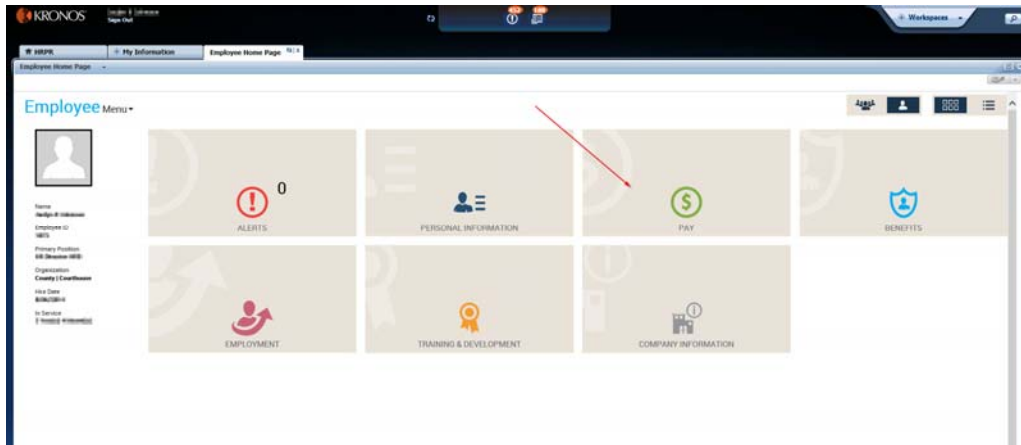 KRONOS
Sign Out
452
188
Workspaces
HRPR
My Information
Employee Home Page
Employee Home Page
Employee Menu
Name
Employee ID
Primary Position
Organization
County | Courthouse
Hire Date
In Service
0
ALERTS
PERSONAL INFORMATION
PAY
BENEFITS
EMPLOYMENT
TRAINING & DEVELOPMENT
COMPANY INFORMATION